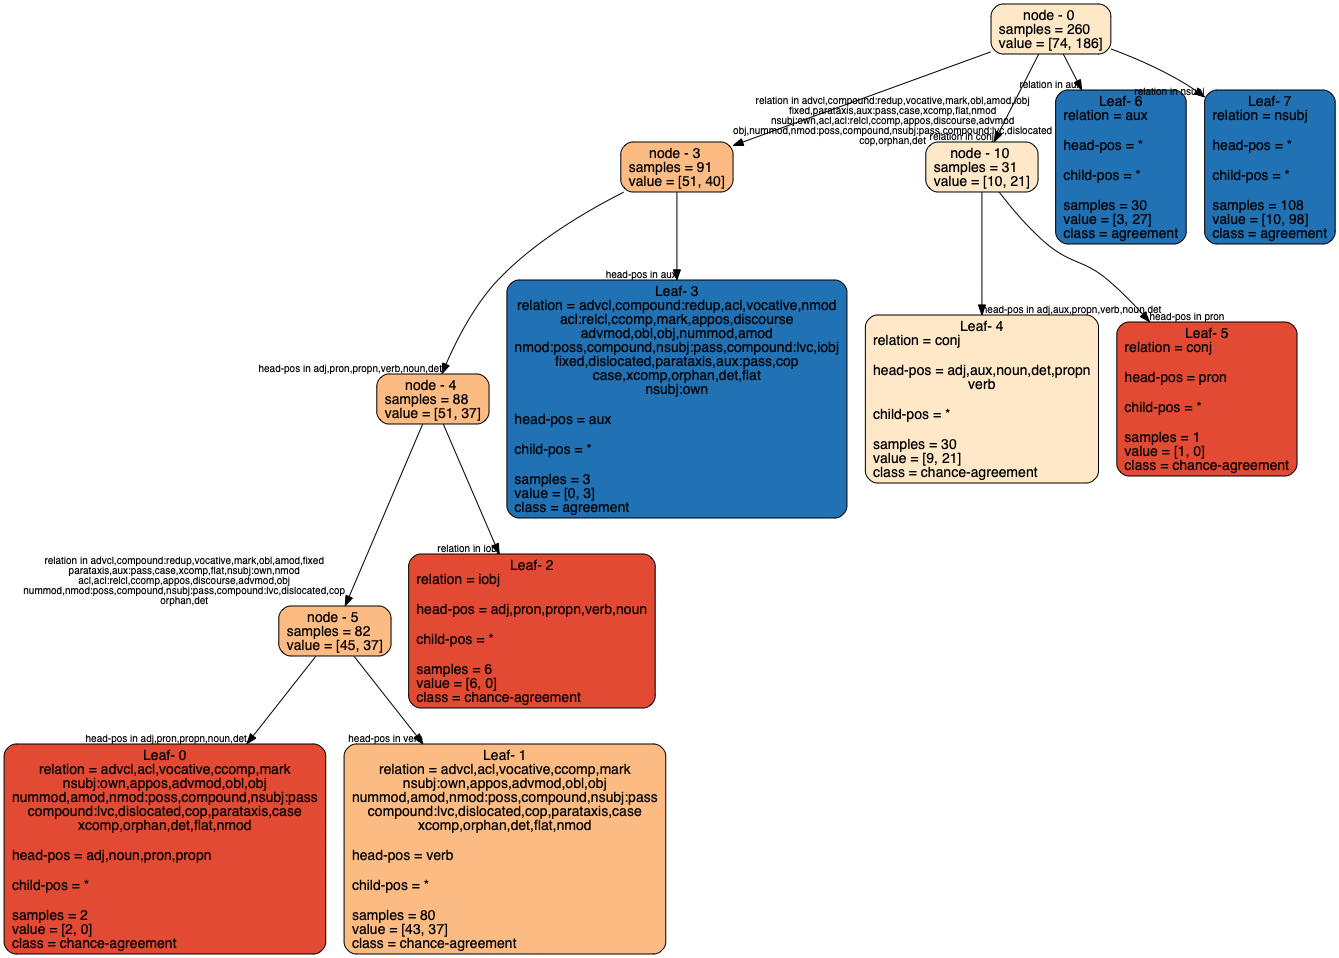 node - 0
samples = 260
value = [74, 186]
relation in advcl,compound:redup,vocative,mark,obl,amod,iobj
fixed,parataxis,aux:pass,case,xcomp,flat,nmod
nsubj:own,acl,acl:relcl,ccomp,appos,discourse,advmod
obj,nummod,nmod:poss,compound,nsubj:pass,compound:lvc,dislocated
cop,orphan,det
relation in conj
relation in aux
relation in nsubj
node - 3
samples = 91
value = [51, 40]
node - 10
samples = 31
value = [10, 21]
Leaf- 6
relation = aux
head-pos = *
child-pos = *
samples = 30
value = [3, 27]
class = agreement
Leaf- 7
relation = nsubj
head-pos = *
child-pos = *
samples = 108
value = [10, 98]
class = agreement
head-pos in adj,pron,propn,verb,noun,det
head-pos in aux
head-pos in adj,aux,propn,verb,noun,det
head-pos in pron
node - 4
samples = 88
value = [51, 37]
Leaf- 3
relation = advcl,compound:redup,acl,vocative,nmod
acl:relcl,ccomp,mark,appos,discourse
advmod,obl,obj,nummod,amod
nmod:poss,compound,nsubj:pass,compound:lvc,iobj
fixed,dislocated,parataxis,aux:pass,cop
case,xcomp,orphan,det,flat
nsubj:own
head-pos = aux
child-pos = *
samples = 3
value = [0, 3]
class = agreement
Leaf- 4
relation = conj
head-pos = adj,aux,noun,det,propn
verb
child-pos = *
samples = 30
value = [9, 21]
class = chance-agreement
Leaf- 5
relation = conj
head-pos = pron
child-pos = *
samples = 1
value = [1, 0]
class = chance-agreement
relation in advcl,compound:redup,vocative,mark,obl,amod,fixed
parataxis,aux:pass,case,xcomp,flat,nsubj:own,nmod
acl,acl:relcl,ccomp,appos,discourse,advmod,obj
nummod,nmod:poss,compound,nsubj:pass,compound:lvc,dislocated,cop
orphan,det
relation in iobj
node - 5
samples = 82
value = [45, 37]
Leaf- 2
relation = iobj
head-pos = adj,pron,propn,verb,noun
child-pos = *
samples = 6
value = [6, 0]
class = chance-agreement
head-pos in adj,pron,propn,noun,det
head-pos in verb
Leaf- 0
relation = advcl,acl,vocative,ccomp,mark
nsubj:own,appos,advmod,obl,obj
nummod,amod,nmod:poss,compound,nsubj:pass
compound:lvc,dislocated,cop,parataxis,case
xcomp,orphan,det,flat,nmod
head-pos = adj,noun,pron,propn
child-pos = *
samples = 2
value = [2, 0]
class = chance-agreement
Leaf- 1
relation = advcl,acl,vocative,ccomp,mark
nsubj:own,appos,advmod,obl,obj
nummod,amod,nmod:poss,compound,nsubj:pass
compound:lvc,dislocated,cop,parataxis,case
xcomp,orphan,det,flat,nmod
head-pos = verb
child-pos = *
samples = 80
value = [43, 37]
class = chance-agreement